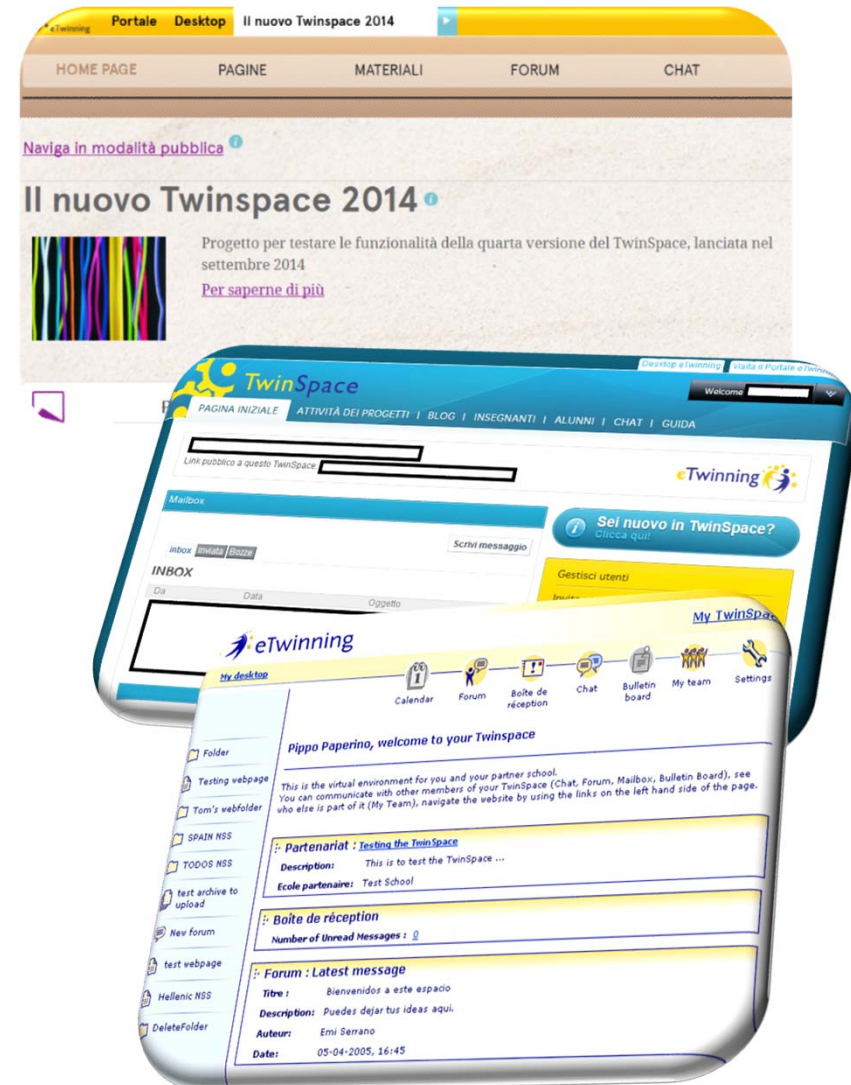 eTwinning Portale Desktop Il nuovo Twinspace 2014
HOME PAGE PAGINE MATERIALI FORUM CHAT
Naviga in modalità pubblica
Il nuovo Twinspace 2014
Progetto per testare le funzionalità della quarta versione del TwinSpace, lanciata nel
settembre 2014
Per saperne di più
Desktop eTwinning Visita il Portale
TwinSpace
Welcome
PAGINA INIZIALE ATTIVITÀ DEI PROGETTI | BLOG | INSEGNANTI | ALUNNI | CHAT | GUIDA
Link pubblico a questo TwinSpace
eTwinning
Mailbox
Sei nuovo in TwinSpace?
Clicca qui!
inbox Inviata Bozze
Scrivi messaggio
INBOX
Gestisci utenti
Da Data Oggetto
My TwinSpa
eTwinning
My desktop
Calendar
Forum
Boîte de
réception
Chat
Bulletin
board
My team
Settings
Folder
Testing webpage
Tom's webfolder
SPAIN NSS
TODOS NSS
test archive to
upload
New forum
test webpage
Hellenic NSS
DeleteFolder
Pippo Paperino, welcome to your Twinspace
This is the virtual environment for you and your partner school.
You can communicate with other members of your TwinSpace (Chat, Forum, Mailbox, Bulletin Board), see
who else is part of it (My Team), navigate the website by using the links on the left hand side of the page.
Partenariat : Testing the TwinSpace
Description: This is to test the TwinSpace ...
Ecole partenaire: Test School
Boîte de réception
Number of Unread Messages : 0
Forum : Latest message
Titre : Bienvenidos a este espacio
Description: Puedes dejar tus ideas aqui.
Auteur: Emi Serrano
Date: 05-04-2005, 16:45